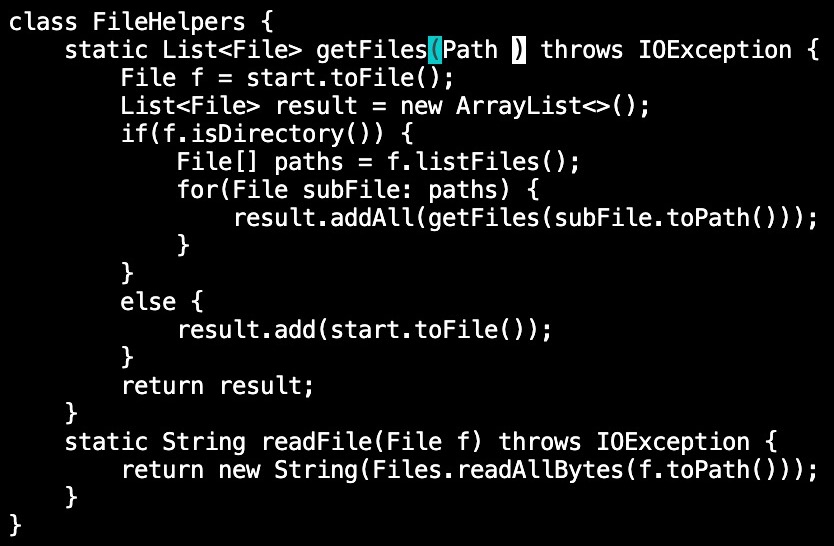 class FileHelpers {
    static List<File> getFiles(Path ) throws IOException {
        File f = start.toFile();
        List<File> result = new ArrayList<>();
        if(f.isDirectory()) {
            File[] paths = f.listFiles();
            for(File subFile: paths) {
                result.addAll(getFiles(subFile.toPath()));
            }
        }
        else {
            result.add(start.toFile());
        }
        return result;
    }
    static String readFile(File f) throws IOException {
        return new String(Files.readAllBytes(f.toPath()));
    }
}